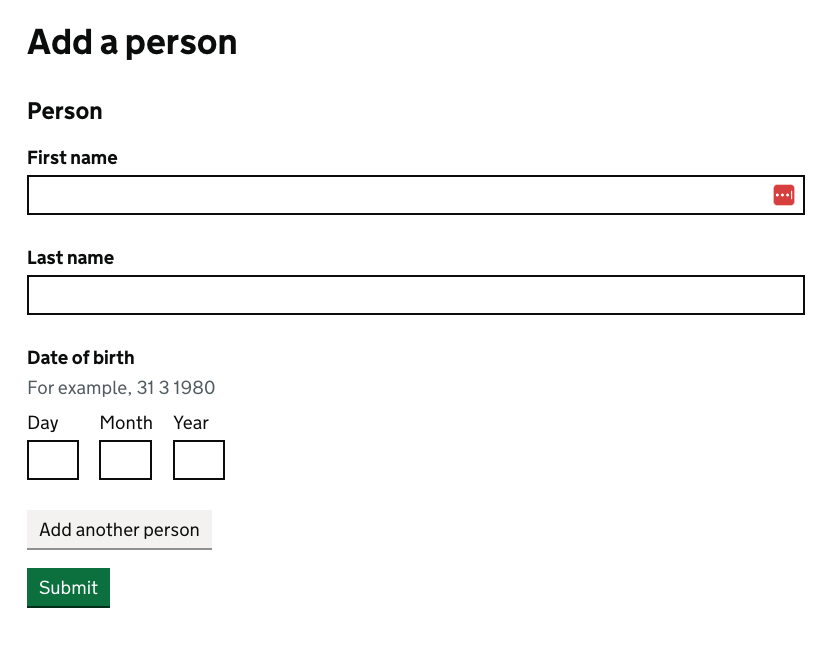 Add a person
Person
First name
Last name
Date of birth
For example, 31 3 1980
Day Month Year
Add another person
Submit